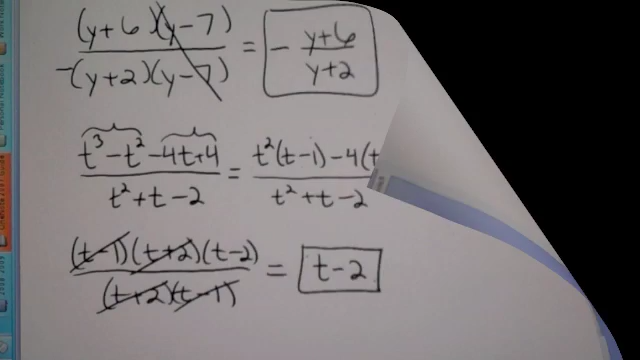 (y+6)(y-7) / -(y+2)(y-7) = - y+6 / y+2
t³-t²-4t+4 / t²+t-2 = t²(t-1)-4(t / t²+t-2
(t-1)(t+2)(t-2) / (t+2)(t-1) = t-2